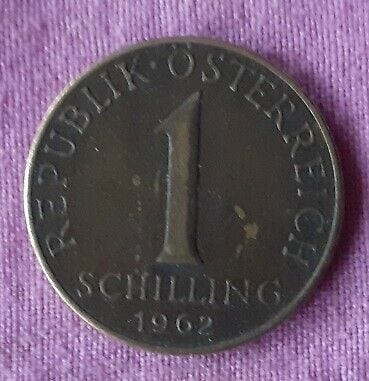 REPUBLIK · ÖSTERREICH
1
SCHILLING
1962